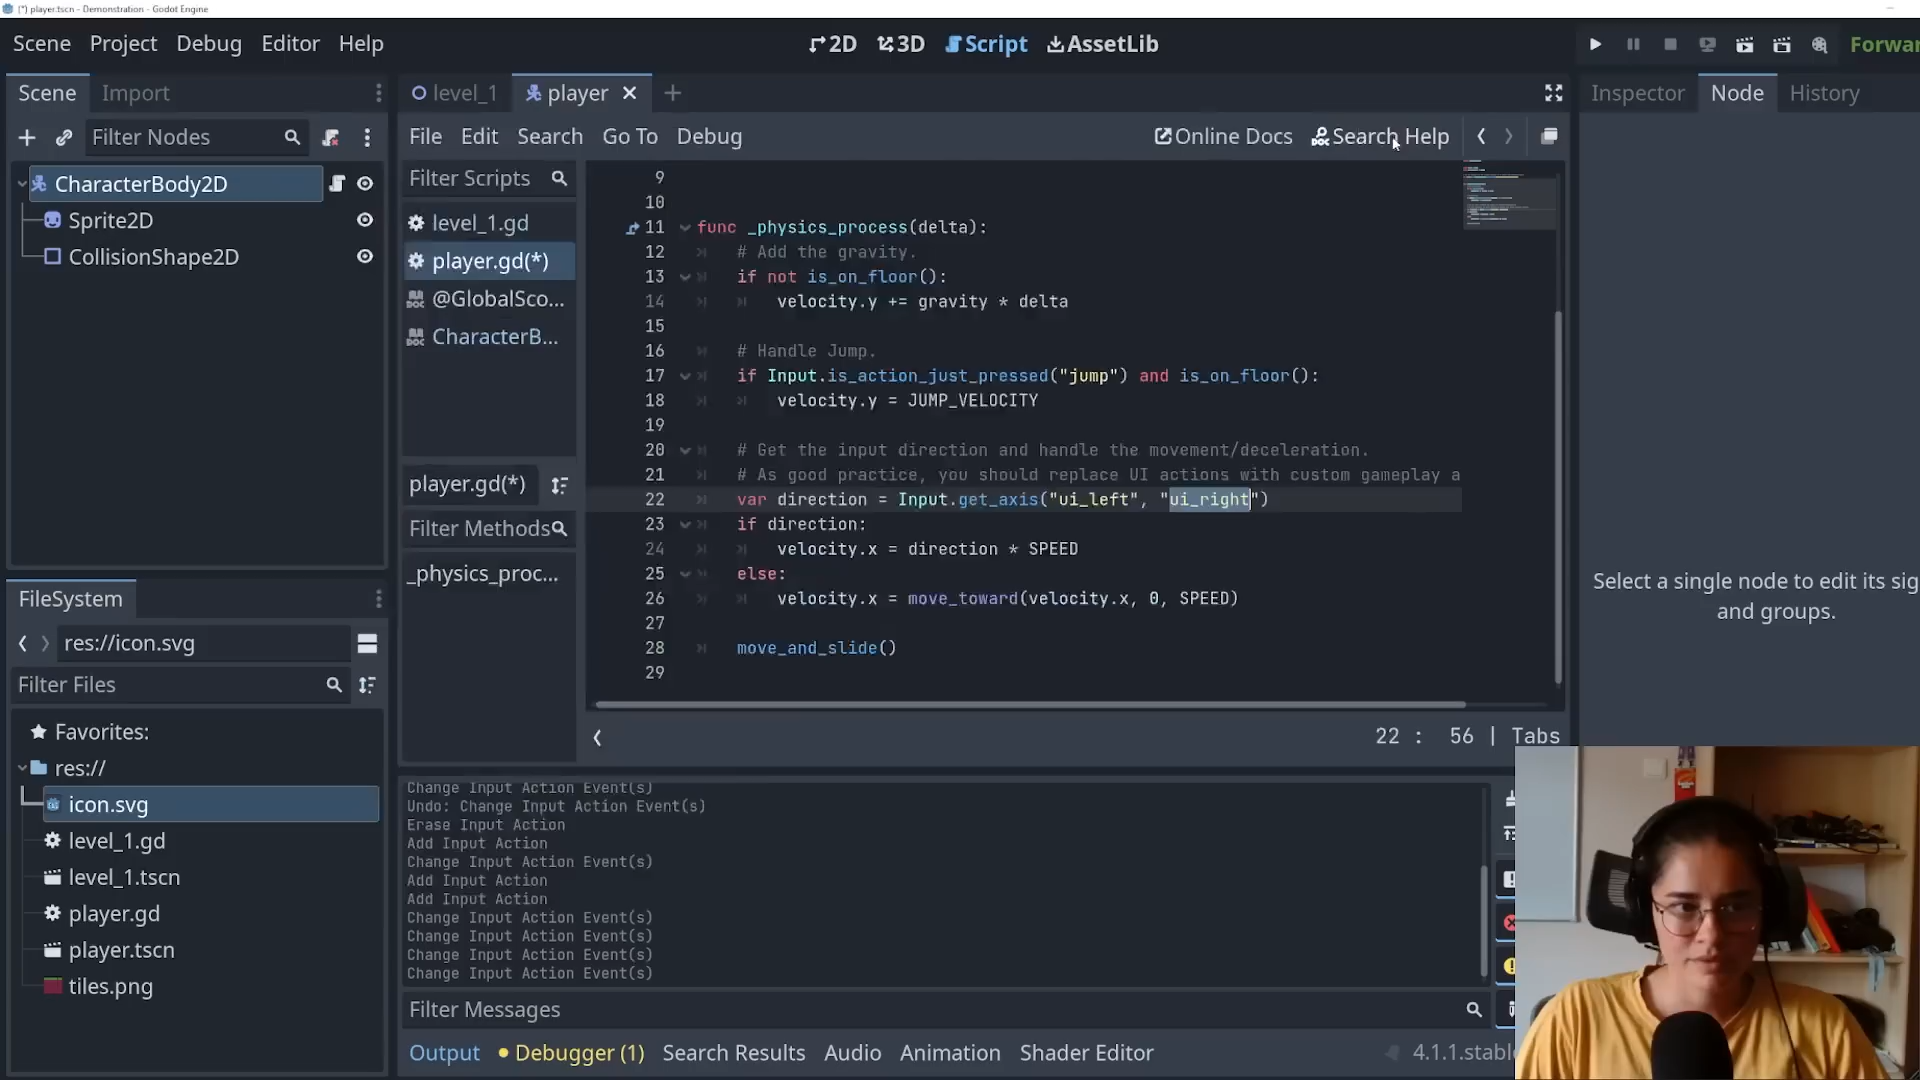 (*) player.tscn - Demonstration - Godot Engine
Scene Project Debug Editor Help
2D 3D Script AssetLib
Forwar
Scene Import
Filter Nodes
CharacterBody2D
Sprite2D
CollisionShape2D
FileSystem
res://icon.svg
Filter Files
Favorites:
res://
icon.svg
level_1.gd
level_1.tscn
player.gd
player.tscn
tiles.png
level_1 player
File Edit Search Go To Debug
Online Docs Search Help
Filter Scripts
level_1.gd
player.gd(*)
@GlobalSco...
CharacterB...
player.gd(*)
Filter Methods
_physics_proc...
9
10
11 func _physics_process(delta):
12 # Add the gravity.
13 if not is_on_floor():
14 velocity.y += gravity * delta
15
16 # Handle Jump.
17 if Input.is_action_just_pressed("jump") and is_on_floor():
18 velocity.y = JUMP_VELOCITY
19
20 # Get the input direction and handle the movement/deceleration.
21 # As good practice, you should replace UI actions with custom gameplay a
22 var direction = Input.get_axis("ui_left", "ui_right")
23 if direction:
24 velocity.x = direction * SPEED
25 else:
26 velocity.x = move_toward(velocity.x, 0, SPEED)
27
28 move_and_slide()
29
22 : 56 | Tabs
Change Input Action Event(s)
Undo: Change Input Action Event(s)
Erase Input Action
Add Input Action
Change Input Action Event(s)
Add Input Action
Add Input Action
Change Input Action Event(s)
Change Input Action Event(s)
Change Input Action Event(s)
Change Input Action Event(s)
Filter Messages
Output Debugger (1) Search Results Audio Animation Shader Editor
4.1.1.stabl
Inspector Node History
Select a single node to edit its sig
and groups.